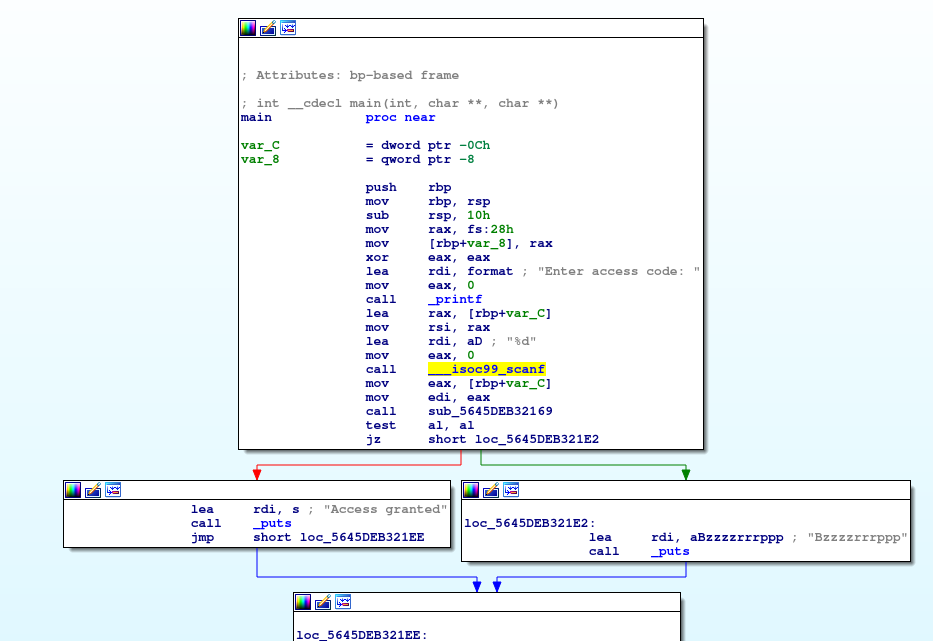 ; Attributes: bp-based frame
; int __cdecl main(int, char **, char **)
main proc near
var_C = dword ptr -0Ch
var_8 = qword ptr -8
push rbp
mov rbp, rsp
sub rsp, 10h
mov rax, fs:28h
mov [rbp+var_8], rax
xor eax, eax
lea rdi, format ; "Enter access code: "
mov eax, 0
call _printf
lea rax, [rbp+var_C]
mov rsi, rax
lea rdi, aD ; "%d"
mov eax, 0
call ___isoc99_scanf
mov eax, [rbp+var_C]
mov edi, eax
call sub_5645DEB32169
test al, al
jz short loc_5645DEB321E2
lea rdi, s ; "Access granted"
call _puts
jmp short loc_5645DEB321EE
loc_5645DEB321E2:
lea rdi, aBzzzzrrrppp ; "Bzzzzrrrppp"
call _puts
loc_5645DEB321EE: